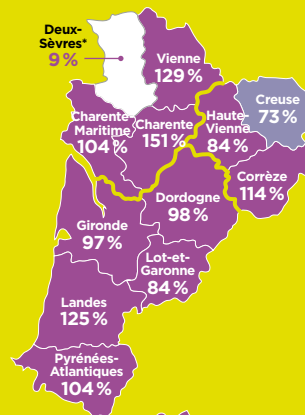 Deux-
Sèvres*
9 %
Vienne
129 %
Charente
Maritime
104 %
Charente
151 %
Haute-
Vienne
84 %
Creuse
73 %
Corrèze
114 %
Dordogne
98 %
Gironde
97 %
Lot-et-
Garonne
84 %
Landes
125 %
Pyrénées-
Atlantiques
104 %